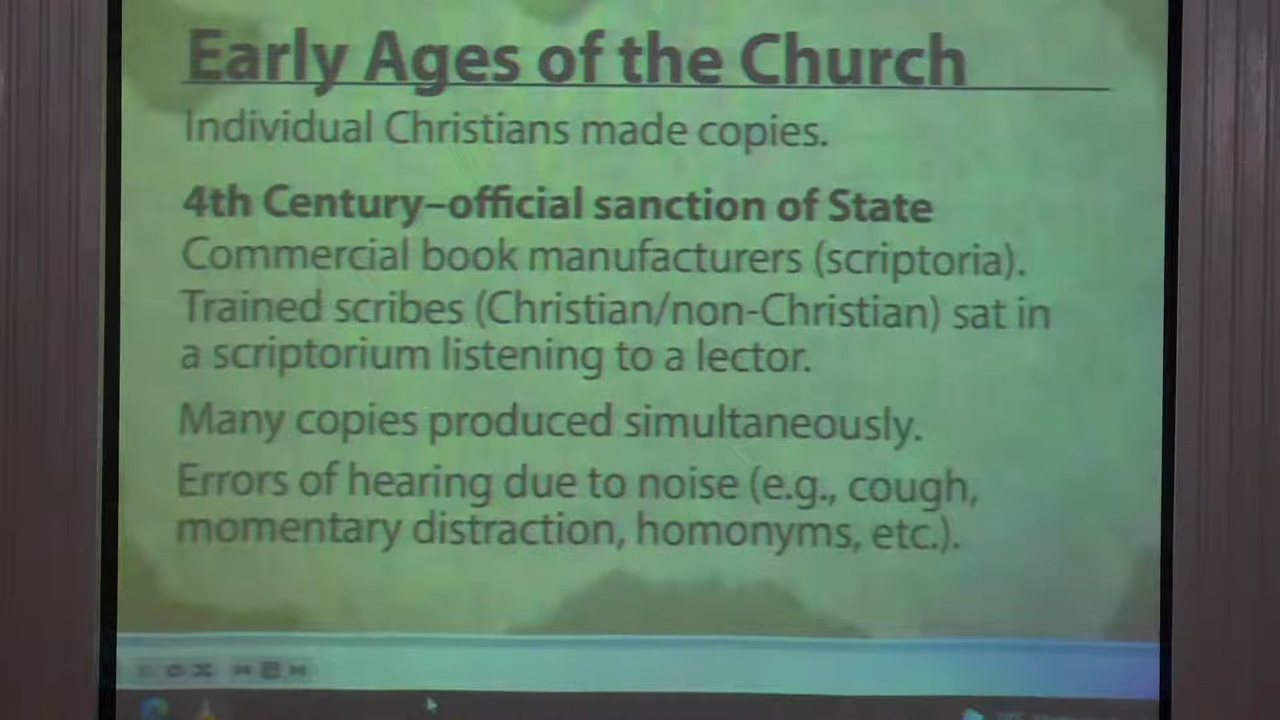 Early Ages of the Church
Individual Christians made copies.
4th Century–official sanction of State
Commercial book manufacturers (scriptoria).
Trained scribes (Christian/non-Christian) sat in
a scriptorium listening to a lector.
Many copies produced simultaneously.
Errors of hearing due to noise (e.g., cough,
momentary distraction, homonyms, etc.).